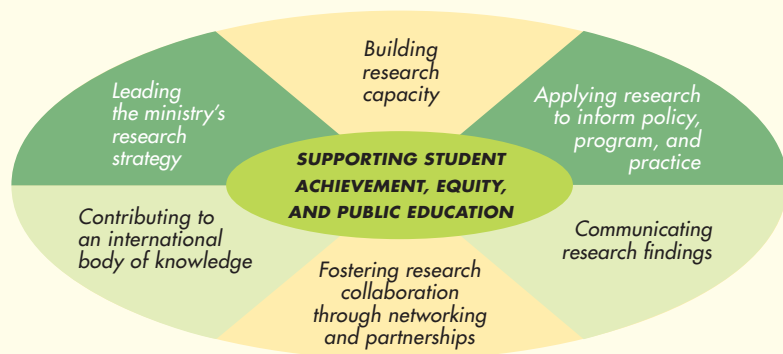 Building
research
capacity
Leading
the ministry's
research
strategy
Applying research
to inform policy,
program, and
practice
SUPPORTING STUDENT
ACHIEVEMENT, EQUITY,
AND PUBLIC EDUCATION
Contributing to
an international
body of knowledge
Communicating
research findings
Fostering research
collaboration
through networking
and partnerships